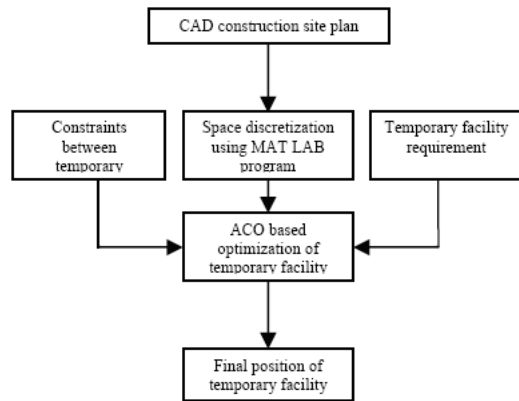 CAD construction site plan
Constraints
between
temporary
Space discretization
using MAT LAB
program
Temporary facility
requirement
ACO based
optimization of
temporary facility
Final position of
temporary facility